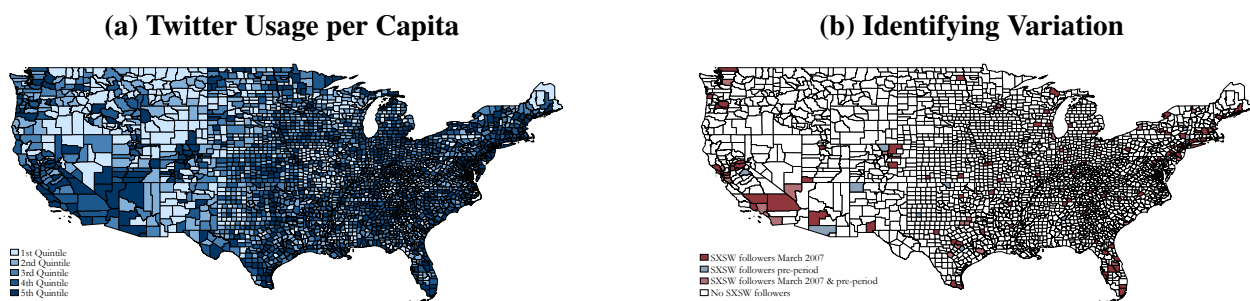 (a) Twitter Usage per Capita
(b) Identifying Variation
1st Quintile
2nd Quintile
3rd Quintile
4th Quintile
5th Quintile
SXSW followers March 2007
SXSW followers pre-period
SXSW followers March 2007 & pre-period
No SXSW followers